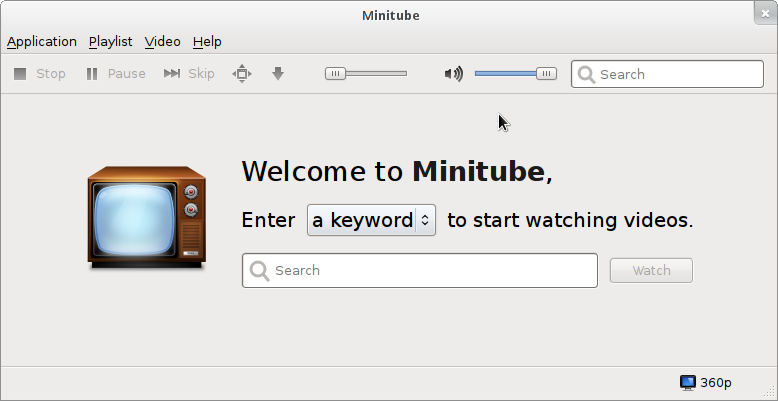 Minitube
Application Playlist Video Help
Stop Pause Skip Search
Welcome to Minitube,
Enter a keyword to start watching videos.
Search Watch
360p